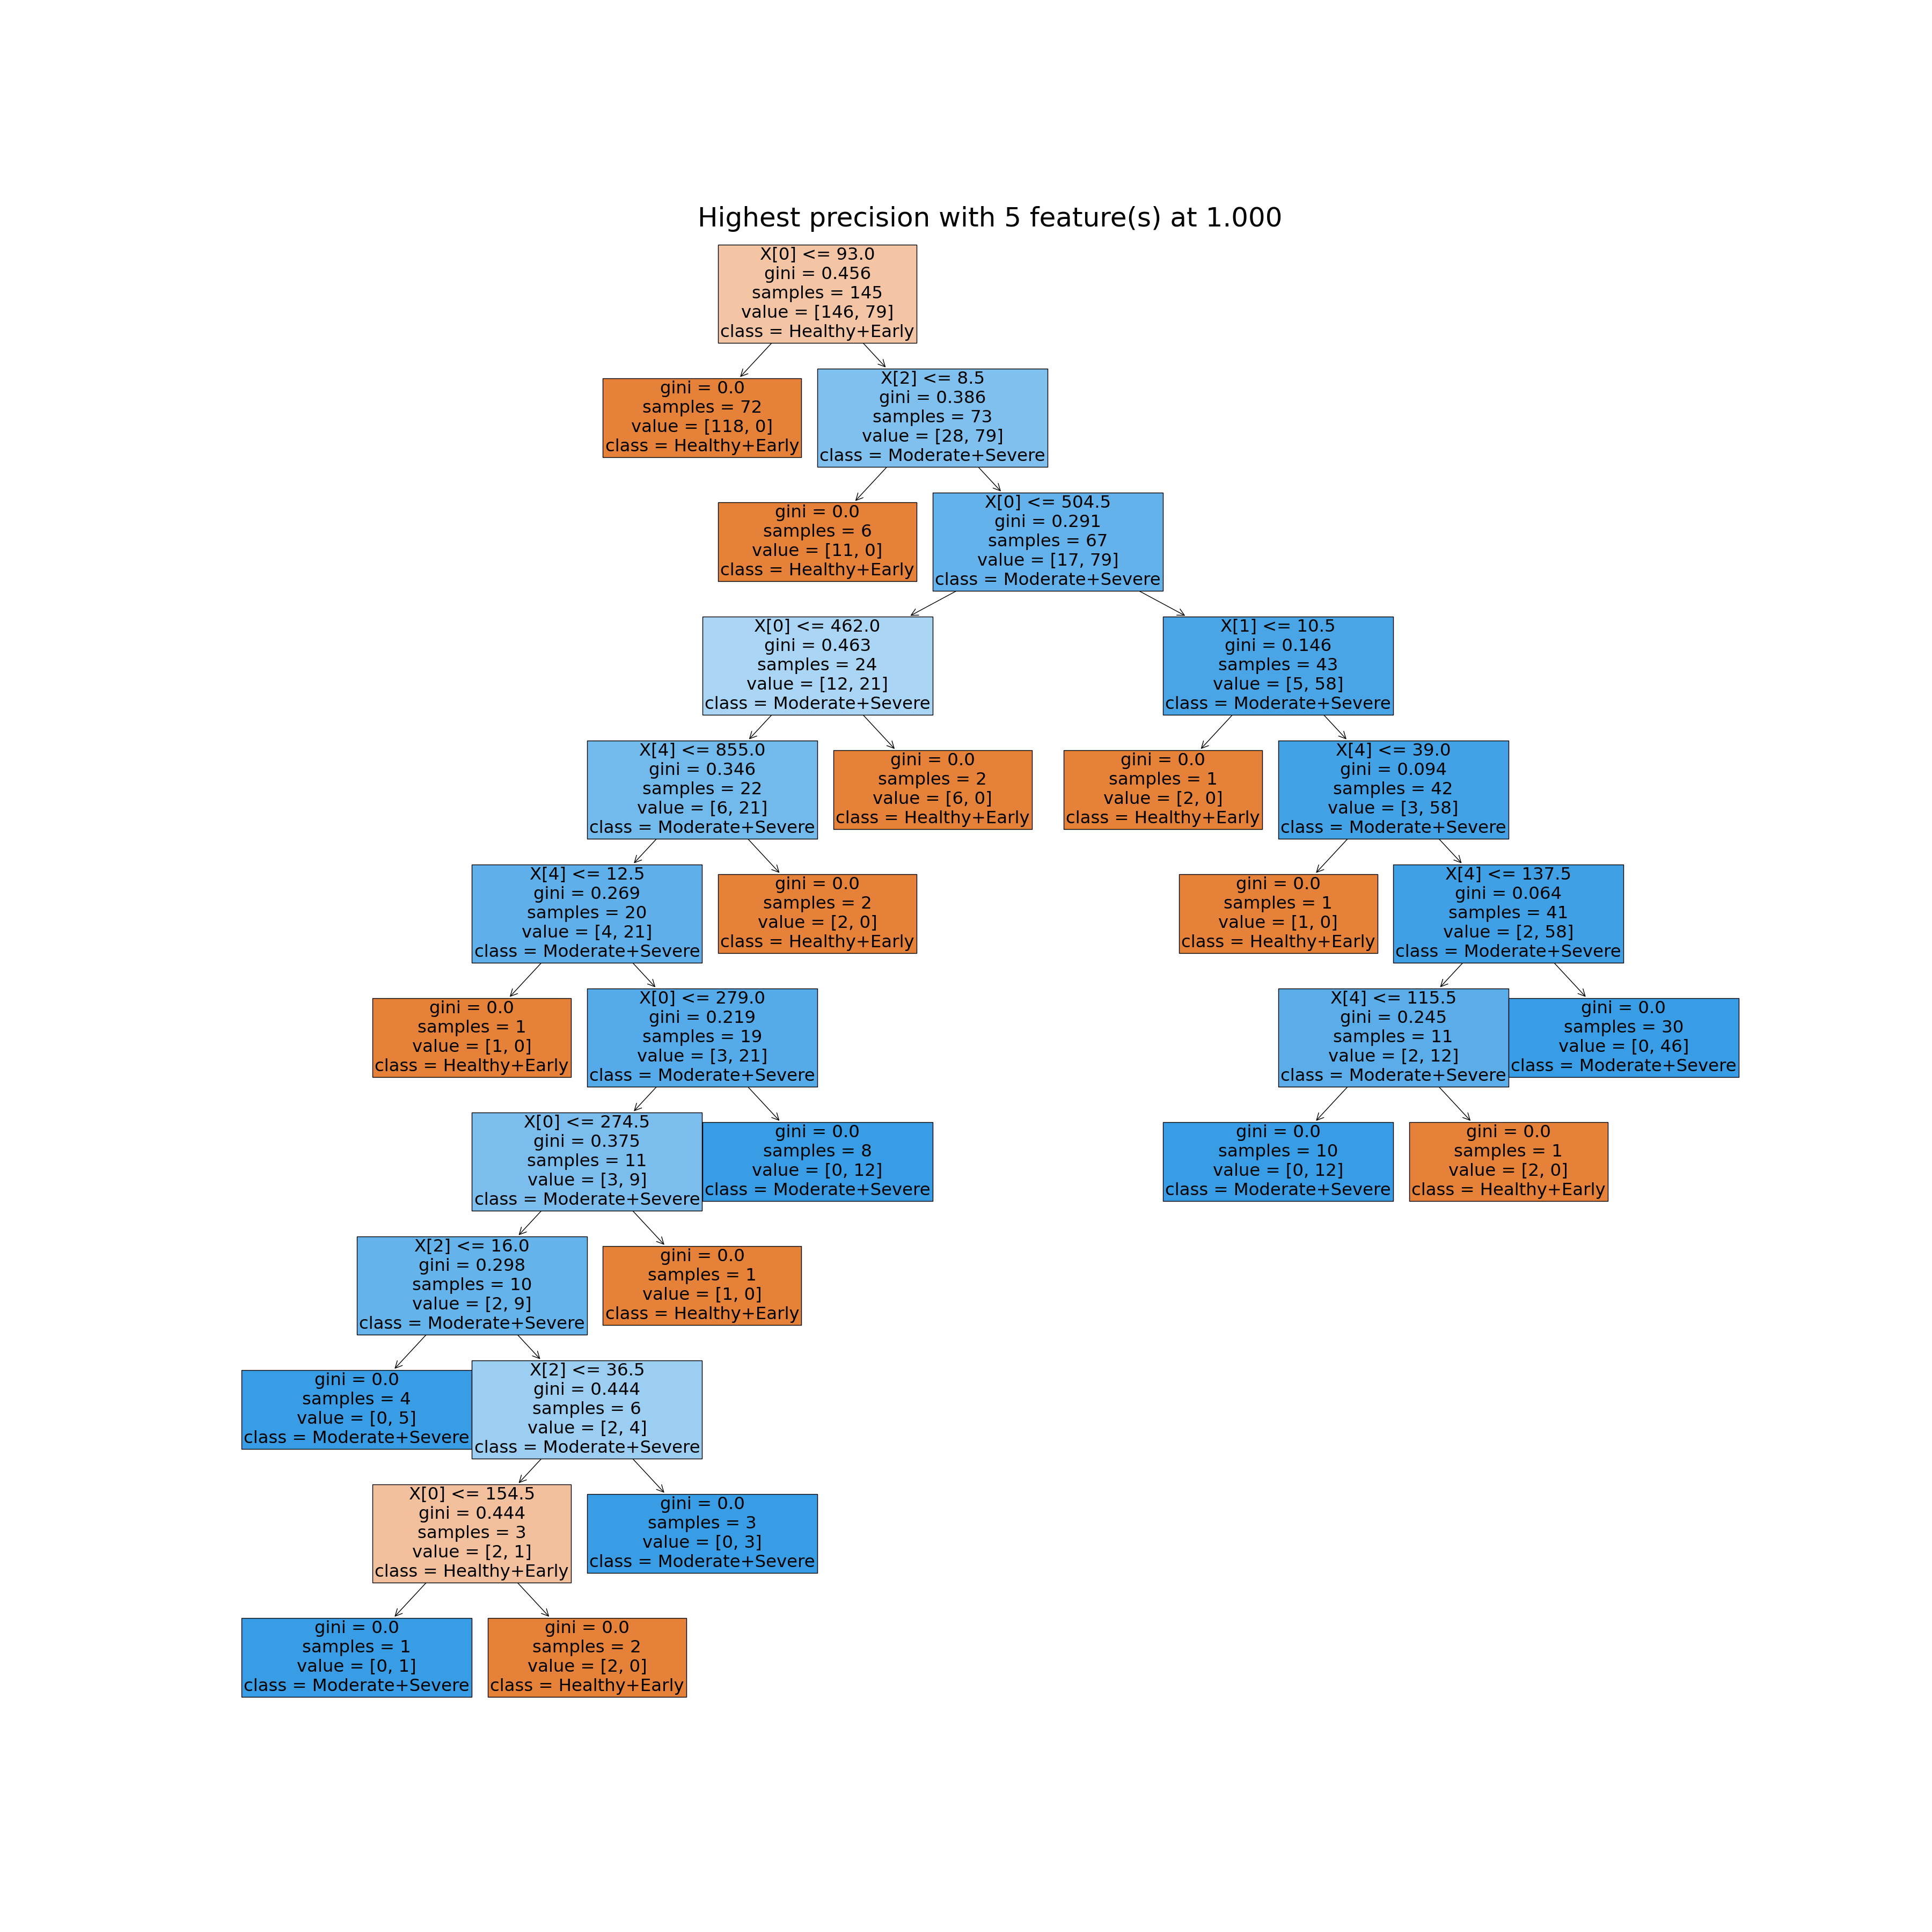 Highest precision with 5 feature(s) at 1.000
X[0] <= 93.0
gini = 0.456
samples = 145
value = [146, 79]
class = Healthy+Early
gini = 0.0
samples = 72
value = [118, 0]
class = Healthy+Early
X[2] <= 8.5
gini = 0.386
samples = 73
value = [28, 79]
class = Moderate+Severe
gini = 0.0
samples = 6
value = [11, 0]
class = Healthy+Early
X[0] <= 504.5
gini = 0.291
samples = 67
value = [17, 79]
class = Moderate+Severe
X[0] <= 462.0
gini = 0.463
samples = 24
value = [12, 21]
class = Moderate+Severe
X[1] <= 10.5
gini = 0.146
samples = 43
value = [5, 58]
class = Moderate+Severe
X[4] <= 855.0
gini = 0.346
samples = 22
value = [6, 21]
class = Moderate+Severe
gini = 0.0
samples = 2
value = [6, 0]
class = Healthy+Early
gini = 0.0
samples = 1
value = [2, 0]
class = Healthy+Early
X[4] <= 39.0
gini = 0.094
samples = 42
value = [3, 58]
class = Moderate+Severe
X[4] <= 12.5
gini = 0.269
samples = 20
value = [4, 21]
class = Moderate+Severe
gini = 0.0
samples = 2
value = [2, 0]
class = Healthy+Early
gini = 0.0
samples = 1
value = [1, 0]
class = Healthy+Early
X[4] <= 137.5
gini = 0.064
samples = 41
value = [2, 58]
class = Moderate+Severe
gini = 0.0
samples = 1
value = [1, 0]
class = Healthy+Early
X[0] <= 279.0
gini = 0.219
samples = 19
value = [3, 21]
class = Moderate+Severe
X[4] <= 115.5
gini = 0.245
samples = 11
value = [2, 12]
class = Moderate+Severe
gini = 0.0
samples = 30
value = [0, 46]
class = Moderate+Severe
X[0] <= 274.5
gini = 0.375
samples = 11
value = [3, 9]
class = Moderate+Severe
gini = 0.0
samples = 8
value = [0, 12]
class = Moderate+Severe
gini = 0.0
samples = 10
value = [0, 12]
class = Moderate+Severe
gini = 0.0
samples = 1
value = [2, 0]
class = Healthy+Early
X[2] <= 16.0
gini = 0.298
samples = 10
value = [2, 9]
class = Moderate+Severe
gini = 0.0
samples = 1
value = [1, 0]
class = Healthy+Early
gini = 0.0
samples = 4
value = [0, 5]
class = Moderate+Severe
X[2] <= 36.5
gini = 0.444
samples = 6
value = [2, 4]
class = Moderate+Severe
X[0] <= 154.5
gini = 0.444
samples = 3
value = [2, 1]
class = Healthy+Early
gini = 0.0
samples = 3
value = [0, 3]
class = Moderate+Severe
gini = 0.0
samples = 1
value = [0, 1]
class = Moderate+Severe
gini = 0.0
samples = 2
value = [2, 0]
class = Healthy+Early